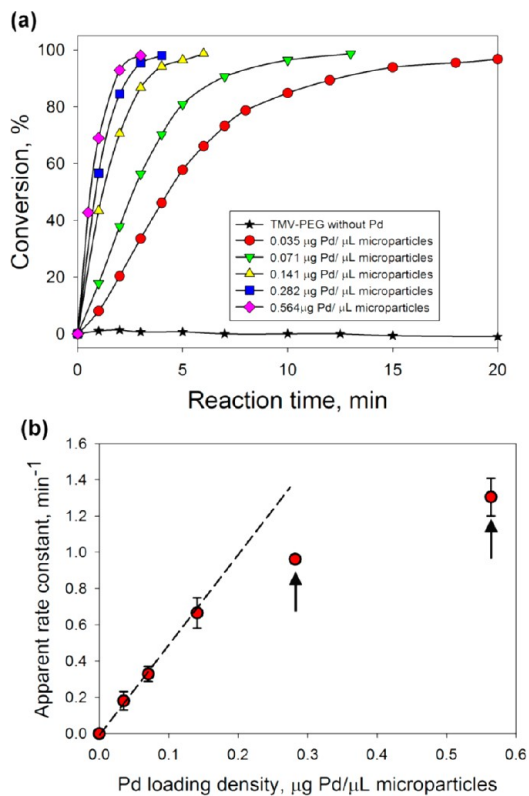 (a)
100
80
60
40
20
0
Conversion, %
TMV-PEG without Pd
0.035 μg Pd/ μL microparticles
0.071 μg Pd/ μL microparticles
0.141 μg Pd/ μL microparticles
0.282 μg Pd/ μL microparticles
0.564μg Pd/ μL microparticles
0 5 10 15 20
Reaction time, min
(b)
1.6
1.4
1.2
1.0
0.8
0.6
0.4
0.2
0.0
Apparent rate constant, min⁻¹
0.0 0.1 0.2 0.3 0.4 0.5 0.6
Pd loading density, μg Pd/μL microparticles